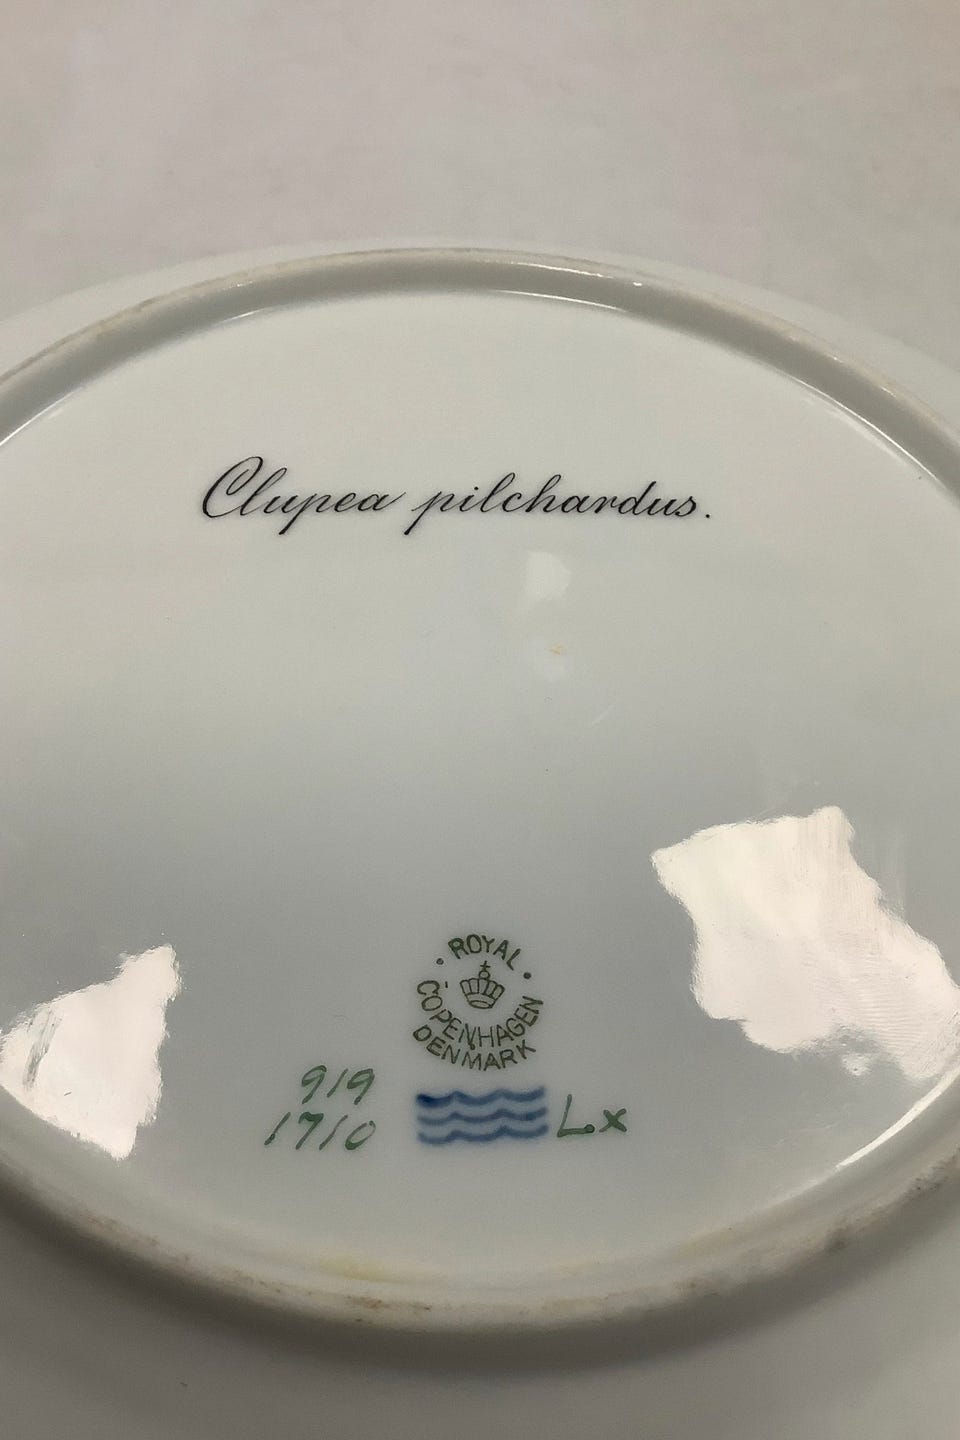 Clupea pilchardus.
ROYAL
COPENHAGEN
DENMARK
919
1710
L.x